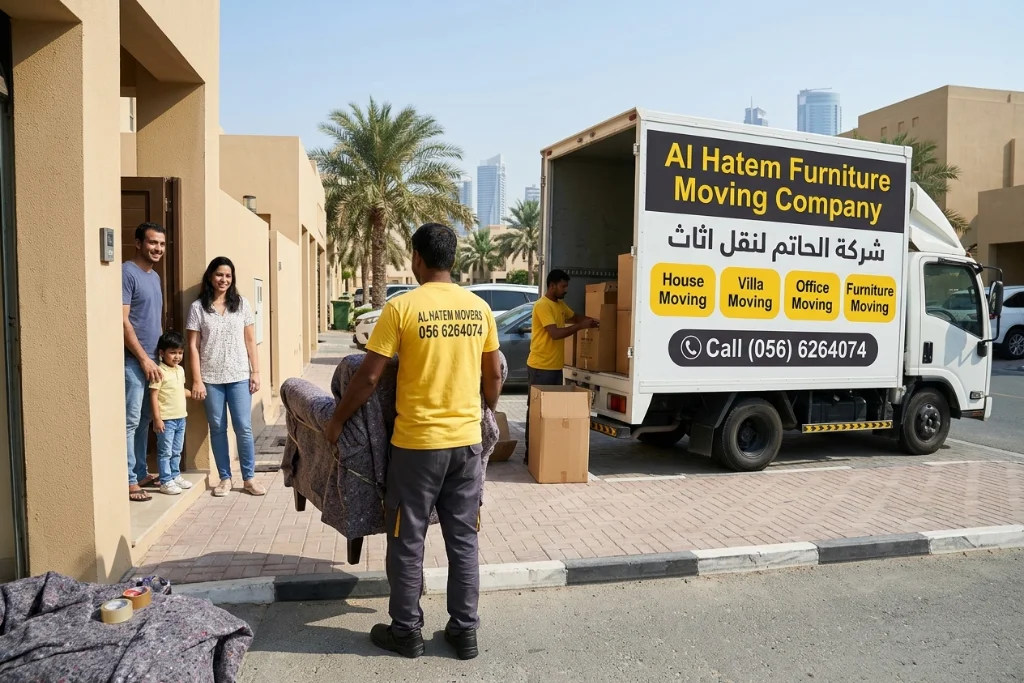 AL HATEM MOVERS
056 6264074
Al Hatem Furniture
Moving Company
شركة الحاتم لنقل اثاث
House
Moving
Villa
Moving
Office
Moving
Furniture
Moving
Call (056) 6264074